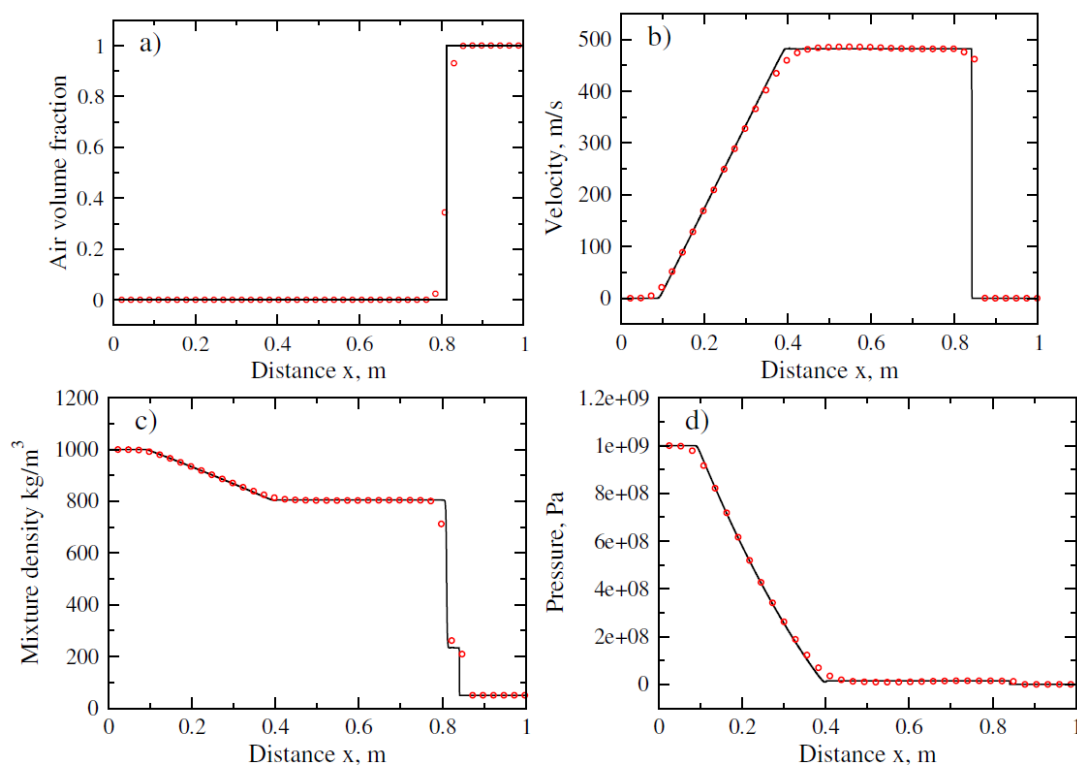 a)
Air volume fraction
1
0.8
0.6
0.4
0.2
0
0 0.2 0.4 0.6 0.8 1
Distance x, m
b)
Velocity, m/s
500
400
300
200
100
0
0 0.2 0.4 0.6 0.8 1
Distance x, m
c)
Mixture density kg/m³
1200
1000
800
600
400
200
0
0 0.2 0.4 0.6 0.8 1
Distance x, m
d)
Pressure, Pa
1.2e+09
1e+09
8e+08
6e+08
4e+08
2e+08
0
0 0.2 0.4 0.6 0.8 1
Distance x, m